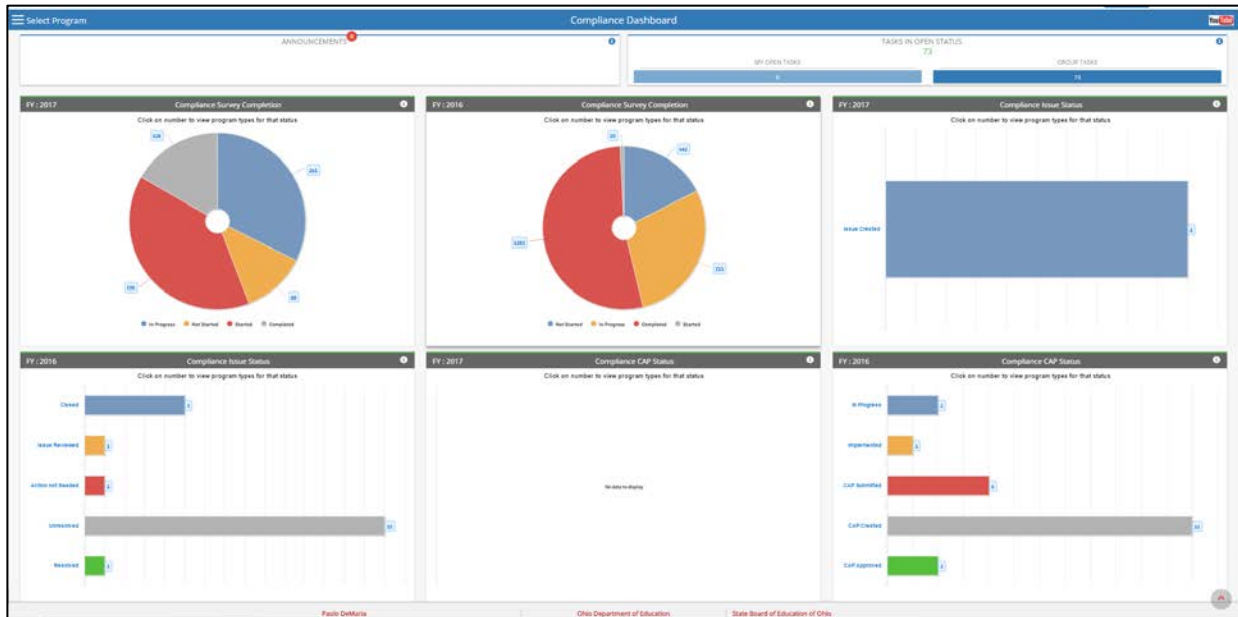 Select Program
Compliance Dashboard
You Tube
ANNOUNCEMENTS
TASKS IN OPEN STATUS
73
MY OPEN TASKS
GROUP TASKS
FY : 2017
Compliance Survey Completion
Click on number to view program types for that status
In Progress
Not Started
Started
Completed
FY : 2016
Compliance Survey Completion
Click on number to view program types for that status
Not Started
In Progress
Completed
Started
FY : 2017
Compliance Issue Status
Click on number to view program types for that status
Issue Created
FY : 2016
Compliance Issue Status
Click on number to view program types for that status
Closed
Issue Reviewed
Action not Needed
Unresolved
Resolved
FY : 2017
Compliance CAP Status
Click on number to view program types for that status
No data to display
FY : 2016
Compliance CAP Status
Click on number to view program types for that status
In Progress
Implemented
CAP Submitted
CAP Created
CAP Approved
Paolo DeMaria
Ohio Department of Education
State Board of Education of Ohio